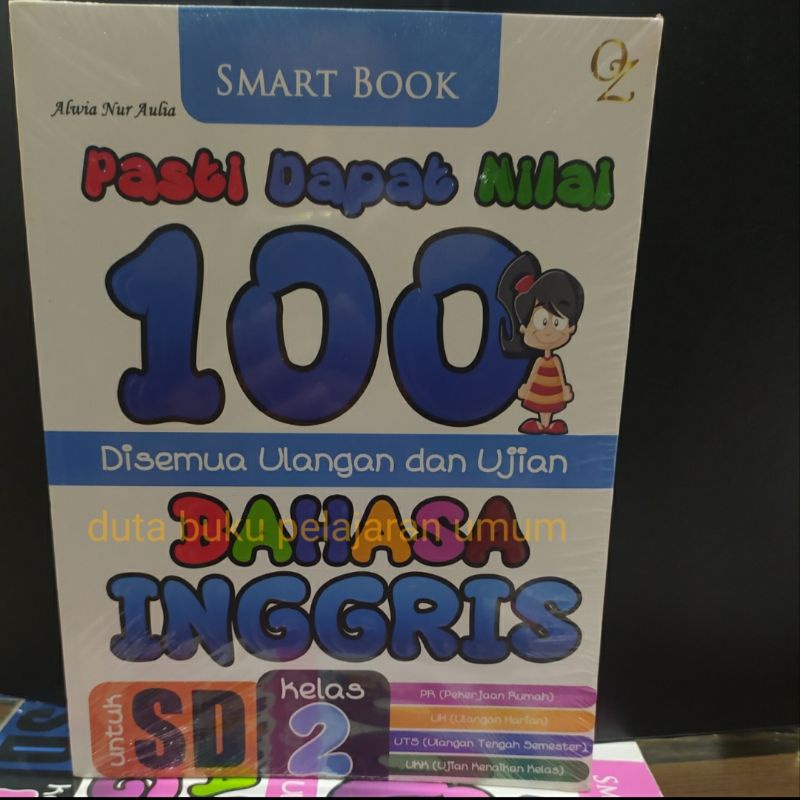 SMART BOOK
OZ
Alwia Nur Aulia
Pasti Dapat Nilai
100
Disemua Ulangan dan Ujian
duta buku pelajaran umum
BAHASA
INGGRIS
untuk SD
Kelas 2
PR (Pekerjaan Rumah)
UH (Ulangan Harian)
UTS (Ulangan Tengah Semester)
UKK (Ujian Kenaikan Kelas)